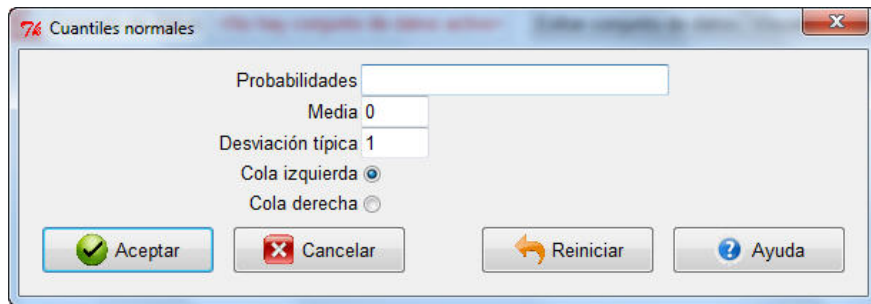 Cuantiles normales
Probabilidades
Media 0
Desviación típica 1
Cola izquierda
Cola derecha
Aceptar Cancelar Reiniciar Ayuda